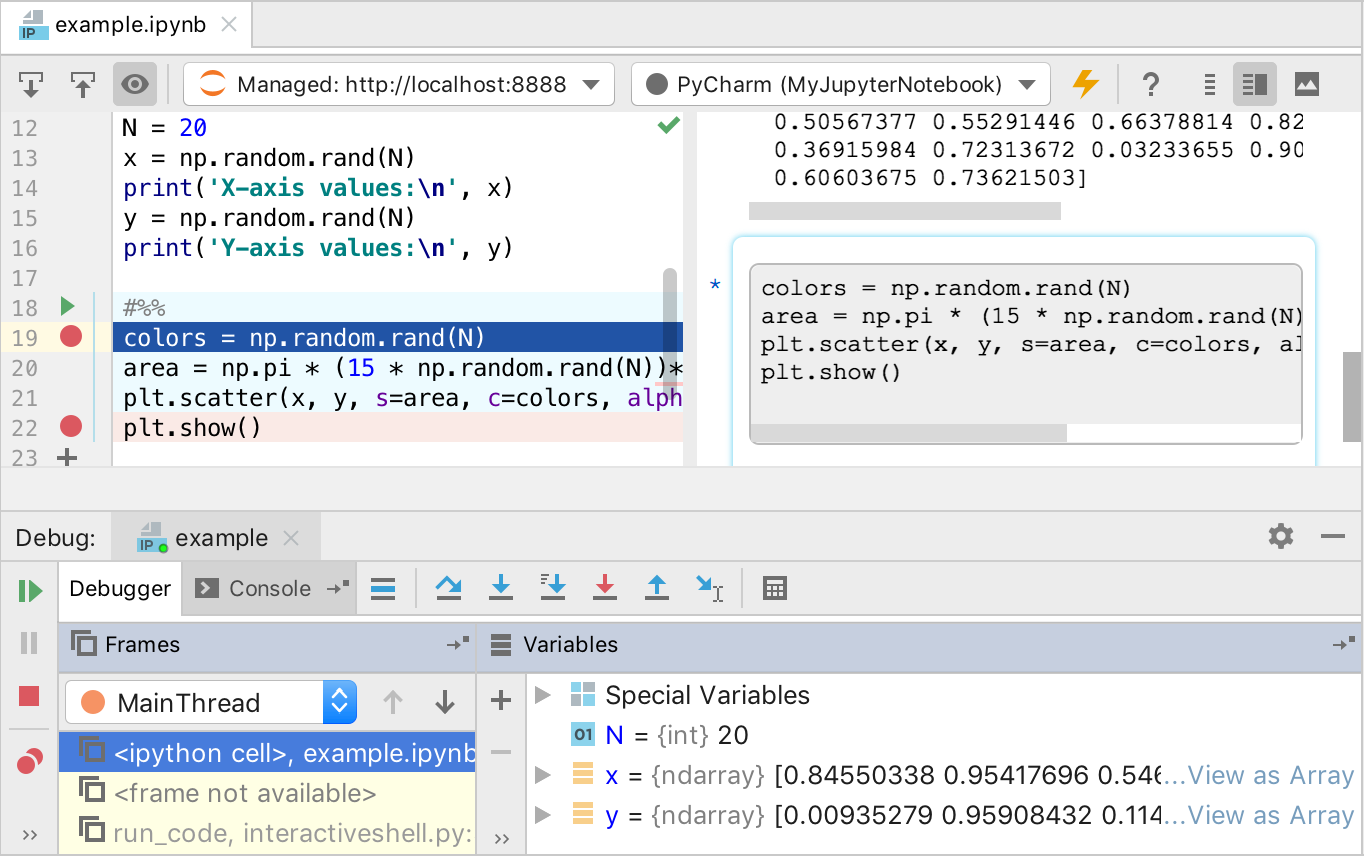 example.ipynb
Managed: http://localhost:8888
PyCharm (MyJupyterNotebook)
?
12 N = 20
13 x = np.random.rand(N)
14 print('X-axis values:\n', x)
15 y = np.random.rand(N)
16 print('Y-axis values:\n', y)
17
18 #%%
19 colors = np.random.rand(N)
20 area = np.pi * (15 * np.random.rand(N))*
21 plt.scatter(x, y, s=area, c=colors, alph
22 plt.show()
23
0.50567377 0.55291446 0.66378814 0.82
0.36915984 0.72313672 0.03233655 0.90
0.60603675 0.73621503]
*
colors = np.random.rand(N)
area = np.pi * (15 * np.random.rand(N)
plt.scatter(x, y, s=area, c=colors, al
plt.show()
Debug: example
Debugger Console
Frames
MainThread
<ipython cell>, example.ipynb
<frame not available>
run_code, interactiveshell.py:
Variables
Special Variables
01 N = {int} 20
x = {ndarray} [0.84550338 0.95417696 0.546...View as Array
y = {ndarray} [0.00935279 0.95908432 0.114...View as Array